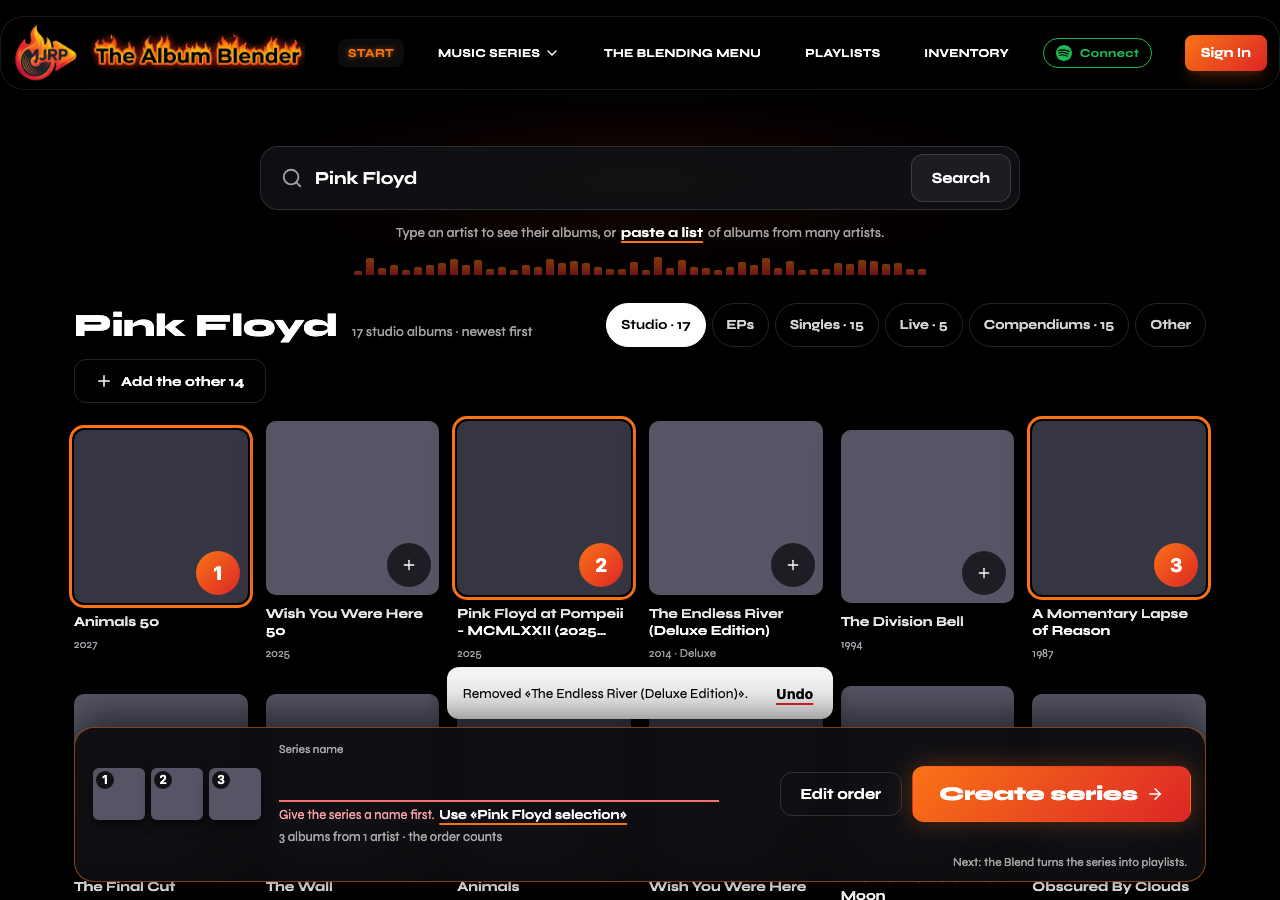 JRP
The Album Blender
START
MUSIC SERIES
THE BLENDING MENU
PLAYLISTS
INVENTORY
Connect
Sign In
Pink Floyd
Search
Type an artist to see their albums, or paste a list of albums from many artists.
Pink Floyd
17 studio albums · newest first
Studio · 17
EPs
Singles · 15
Live · 5
Compendiums · 15
Other
+ Add the other 14
1
+
2
+
+
3
Animals 50
2027
Wish You Were Here
50
2025
Pink Floyd at Pompeii
- MCMLXXII (2025...
2025
The Endless River
(Deluxe Edition)
2014 · Deluxe
The Division Bell
1994
A Momentary Lapse
of Reason
1987
Removed «The Endless River (Deluxe Edition)».
Undo
1
2
3
Series name
Give the series a name first. Use «Pink Floyd selection»
3 albums from 1 artist · the order counts
Edit order
Create series →
Next: the Blend turns the series into playlists.
The Final Cut
The Wall
Animals
Wish You Were Here
Moon
Obscured By Clouds